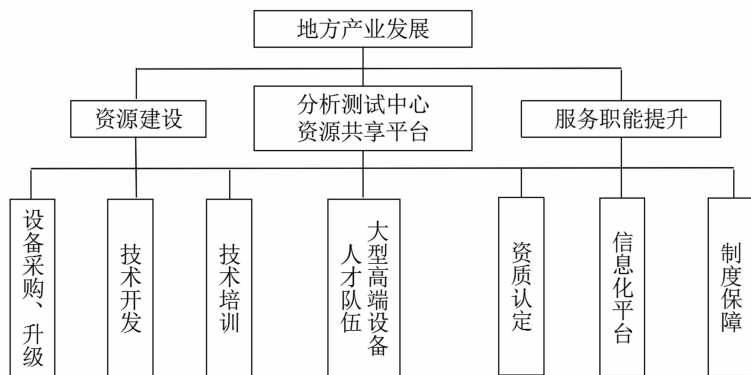 地方产业发展
资源建设
分析测试中心
资源共享平台
服务职能提升
设备采购、升级
技术开发
技术培训
大型高端设备
人才队伍
资质认定
信息化平台
制度保障